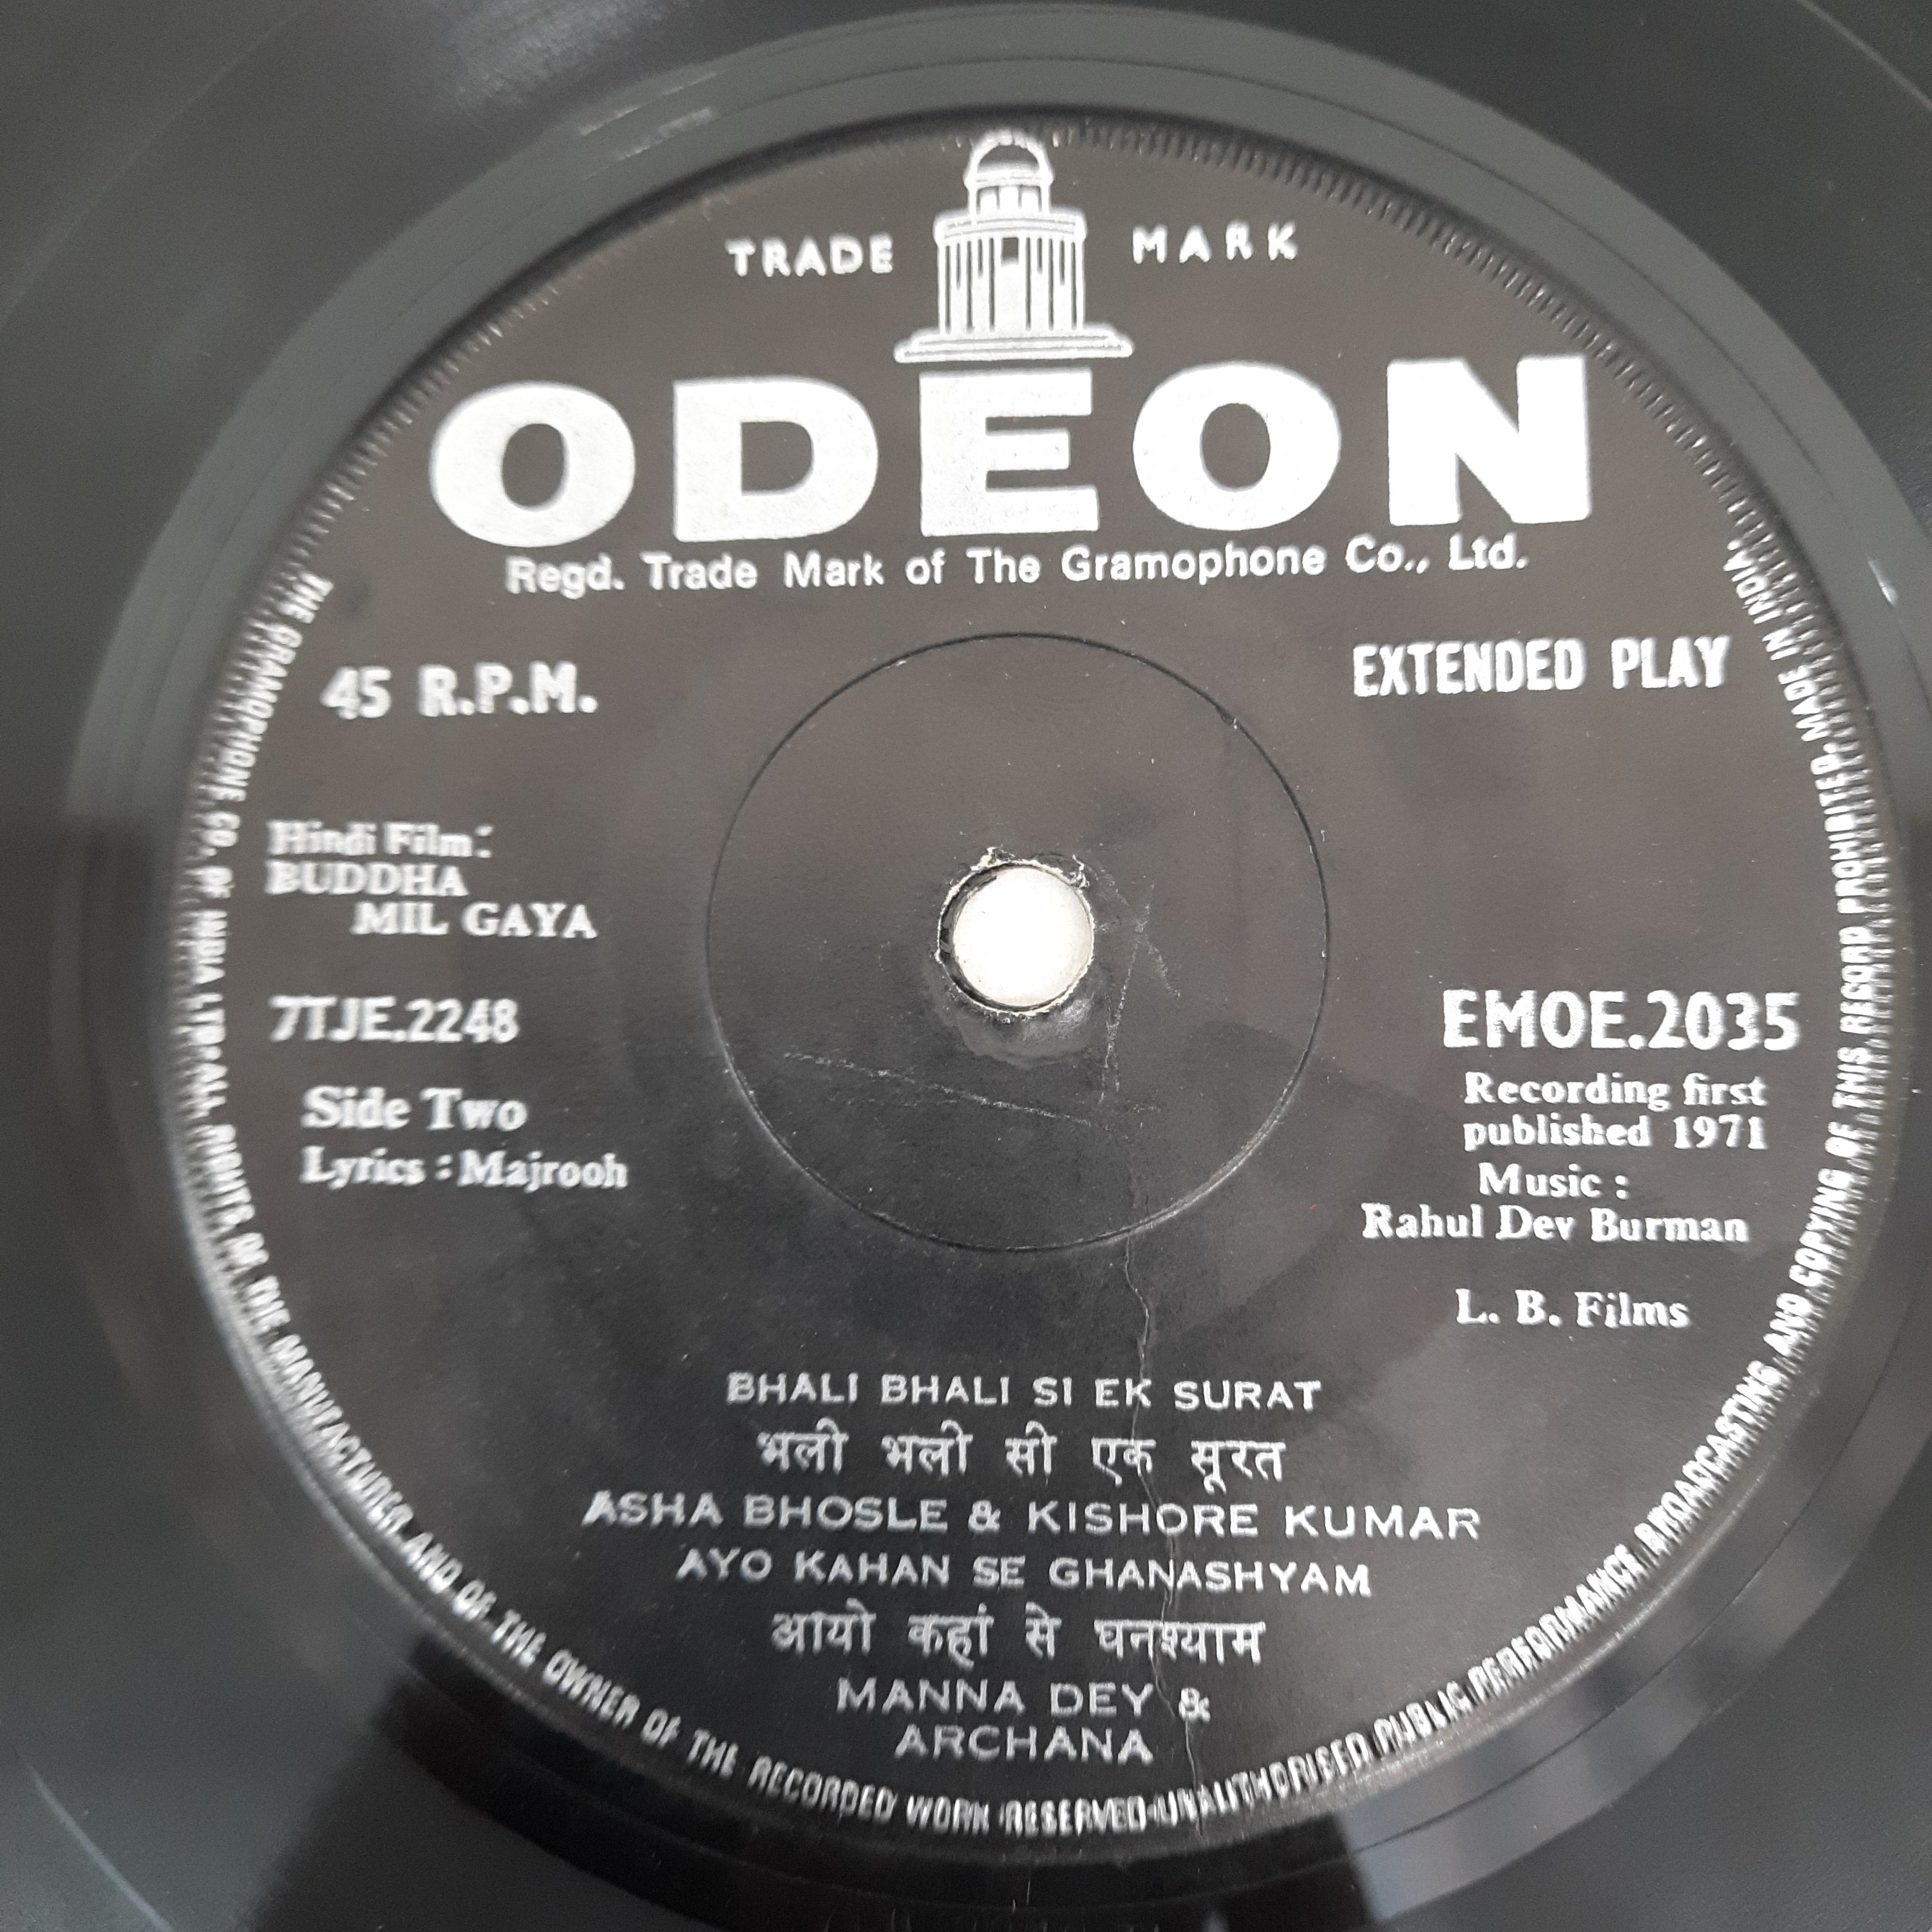 TRADE MARK
ODEON
Regd. Trade Mark of The Gramophone Co., Ltd.
45 R.P.M.
EXTENDED PLAY
Hindi Film:
BUDDHA
MIL GAYA
7TJE.2248
Side Two
Lyrics : Majrooh
EMOE.2035
Recording first
published 1971
Music :
Rahul Dev Burman
L. B. Films
BHALI BHALI SI EK SURAT
भली भली सी एक सूरत
ASHA BHOSLE & KISHORE KUMAR
AYO KAHAN SE GHANASHYAM
आयो कहां से घनश्याम
MANNA DEY &
ARCHANA
THE GRAMOPHONE CO. OF INDIA LTD. ALL RIGHTS OF THE MANUFACTURER AND OF THE OWNER OF THE RECORDED WORK RESERVED·UNAUTHORISED PUBLIC PERFORMANCE BROADCASTING AND COPYING OF THIS RECORD PROHIBITED. MADE IN INDIA